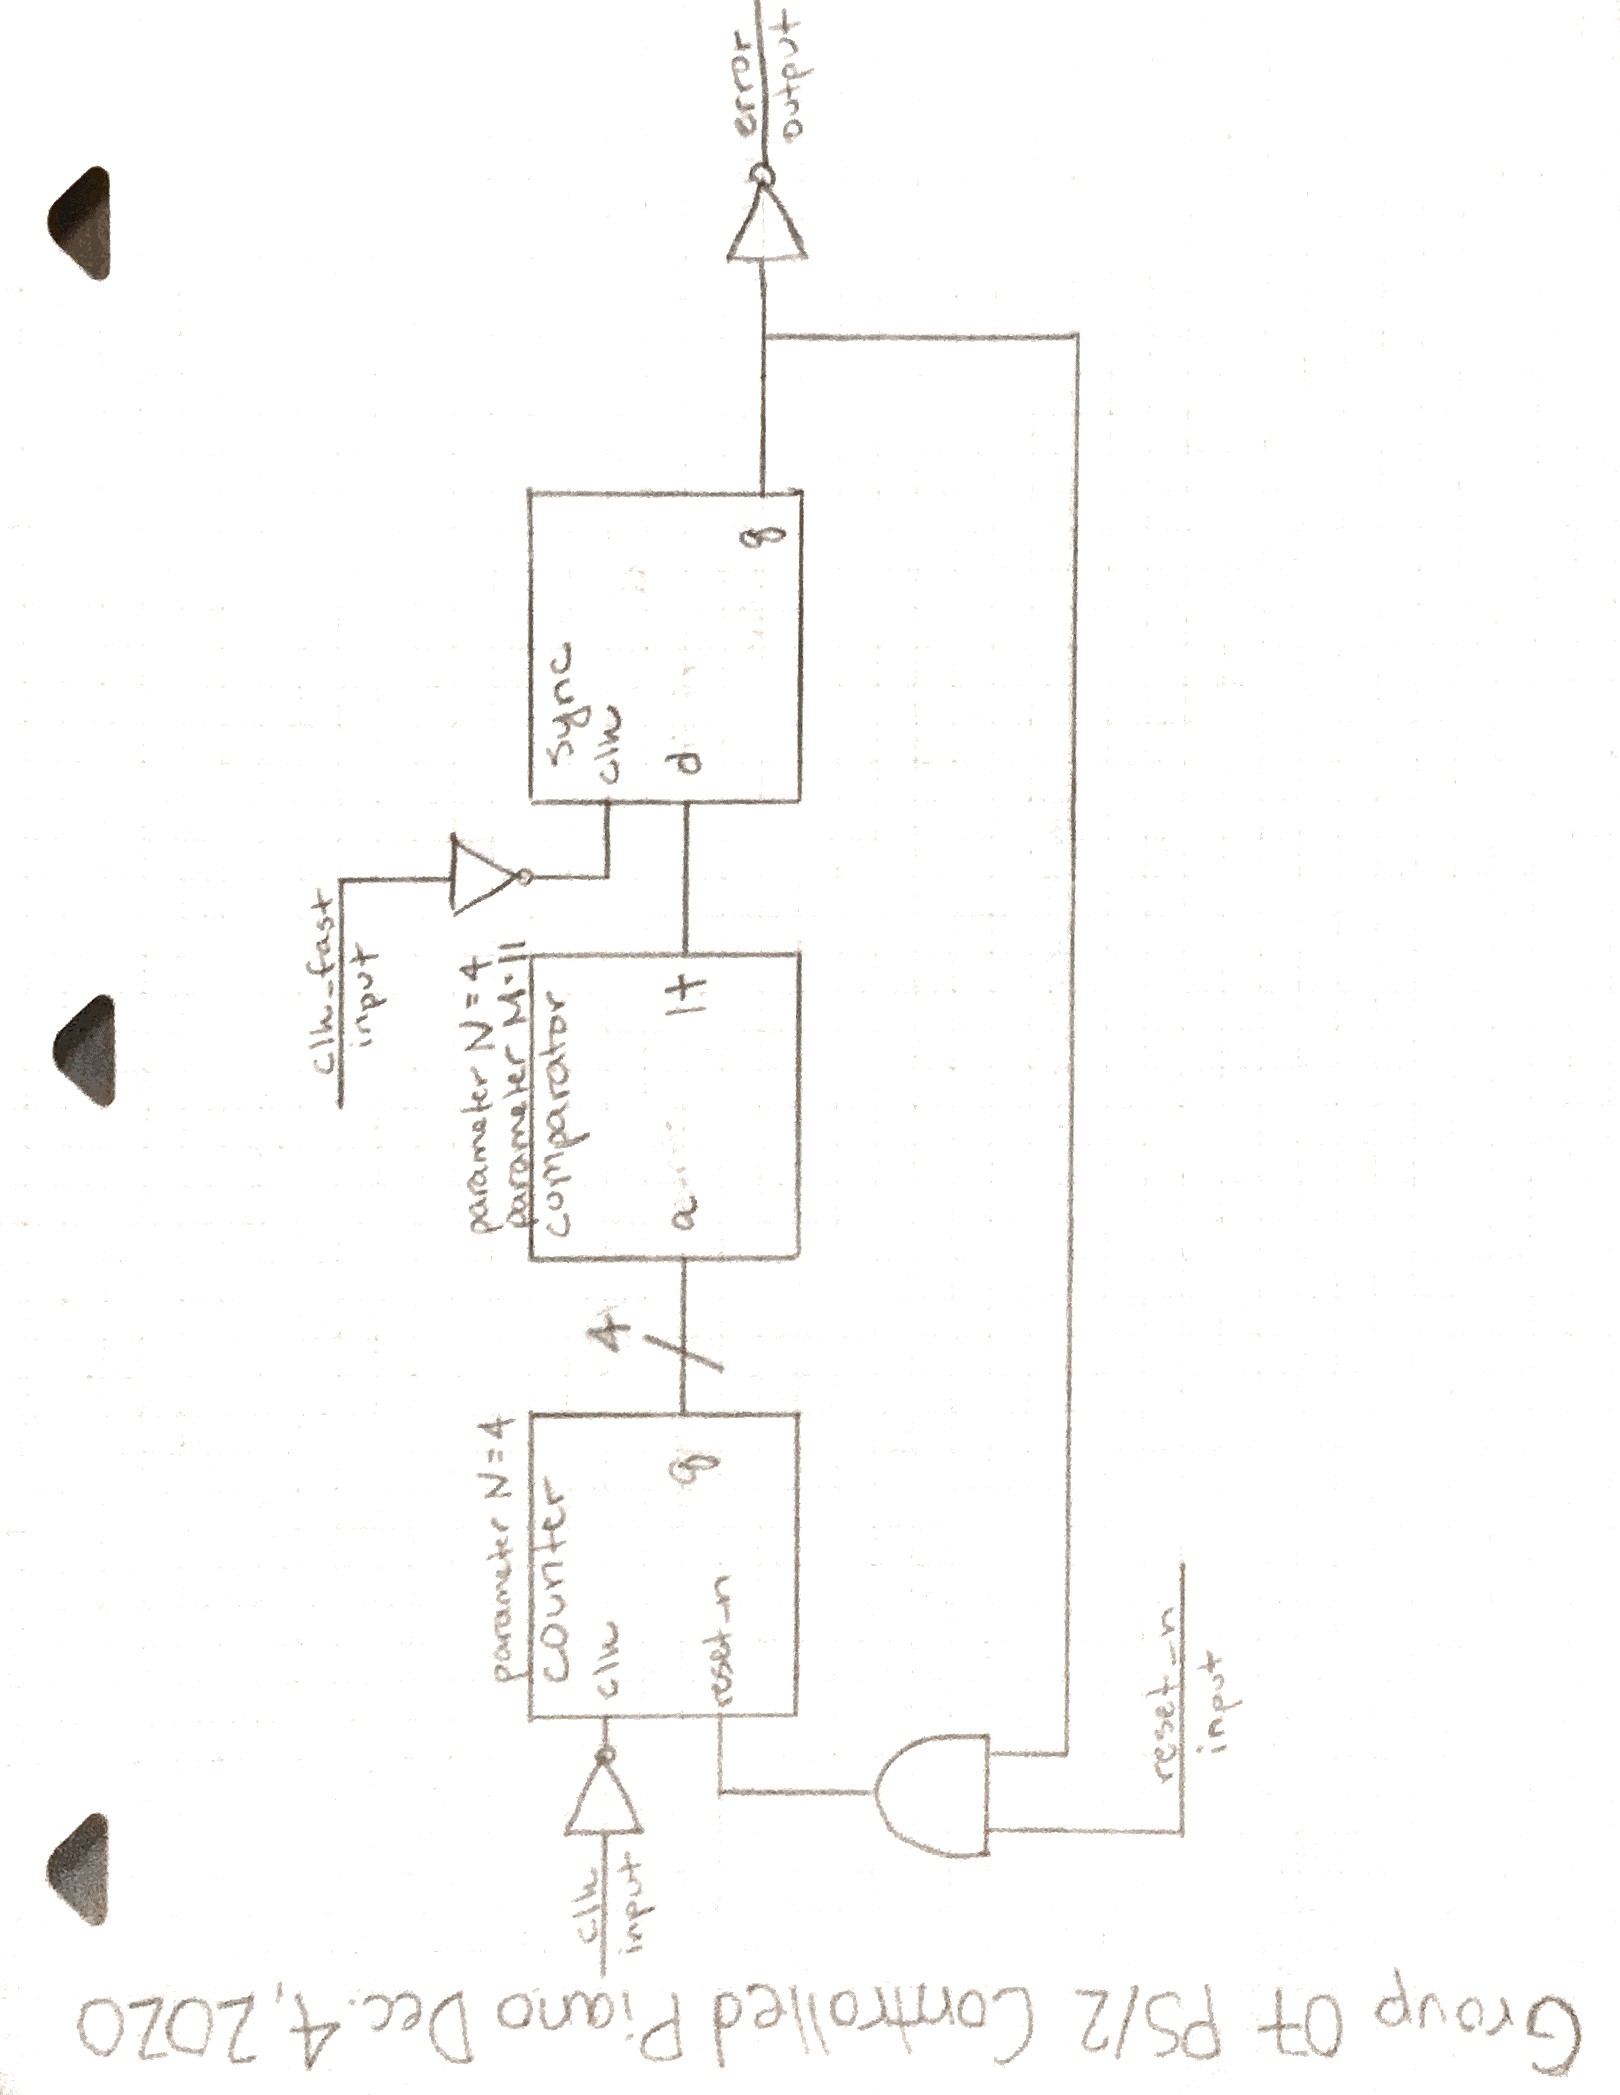 Group 07 PS/2 Controlled Piano Dec. 4, 2020
clk
input
parameter N=4
counter
clk
reset_n
q
4
reset_n
input
parameter N=4
parameter M=11
comparator
a
lt
clk_fast
input
sync
clk
d
q
error
output